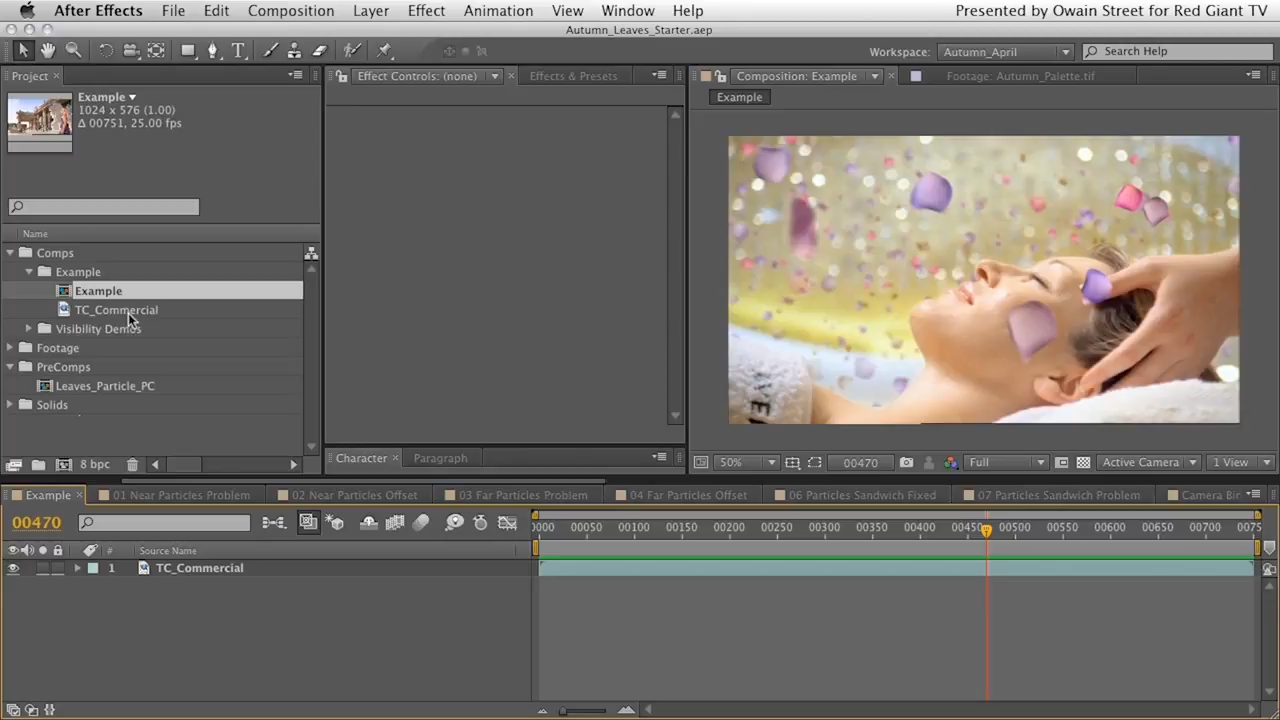 After Effects File Edit Composition Layer Effect Animation View Window Help Presented by Owain Street for Red Giant TV
Autumn_Leaves_Starter.aep
T Workspace: Autumn_April Search Help
Project Effect Controls: (none) Effects & Presets Composition: Example Footage: Autumn_Palette.tif
Example
1024 x 576 (1.00)
Δ 00751, 25.00 fps
Example
Name
Comps
Example
Example
TC_Commercial
Visibility Demos
Footage
PreComps
Leaves_Particle_PC
Solids
8 bpc
Character Paragraph
50% 00470 Full Active Camera 1 View
Example 01 Near Particles Problem 02 Near Particles Offset 03 Far Particles Problem 04 Far Particles Offset 06 Particles Sandwich Fixed 07 Particles Sandwich Problem Camera Bir
00470
0000 00050 00100 00150 00200 00250 00300 00350 00400 00450 00500 00550 00600 00650 00700 0075
# Source Name
1 TC_Commercial